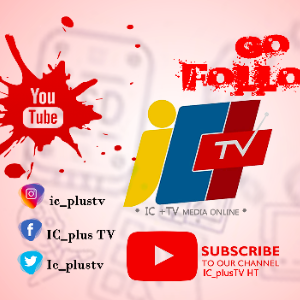 GO
FOLLO
You
Tube
iC+
TV
* IC +TV MEDIA ONLINE *
ic_plustv
IC_plus TV
Ic_plustv
SUBSCRIBE
TO OUR CHANNEL
IC_plusTV HT